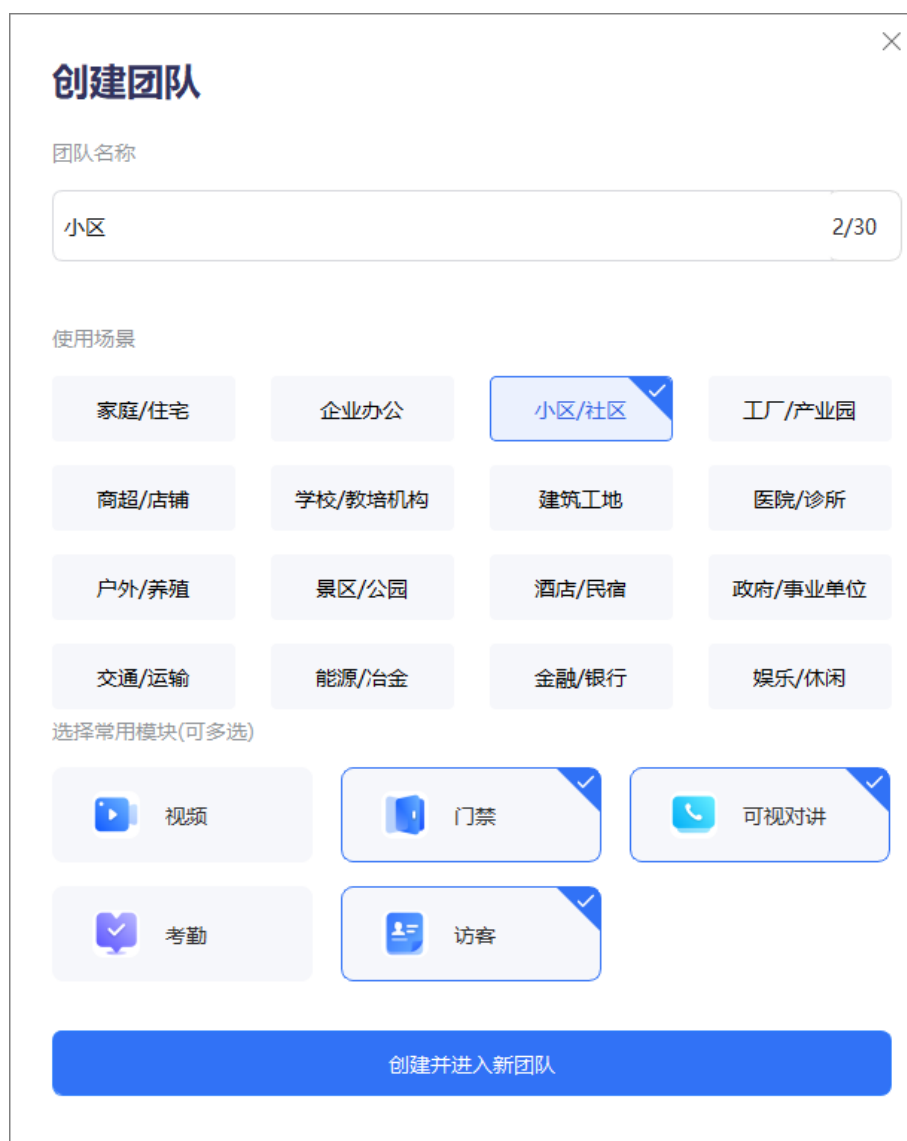 创建团队
团队名称
小区 2/30
使用场景
家庭/住宅 企业办公 小区/社区 工厂/产业园
商超/店铺 学校/教培机构 建筑工地 医院/诊所
户外/养殖 景区/公园 酒店/民宿 政府/事业单位
交通/运输 能源/冶金 金融/银行 娱乐/休闲
选择常用模块(可多选)
视频 门禁 可视对讲
考勤 访客
创建并进入新团队